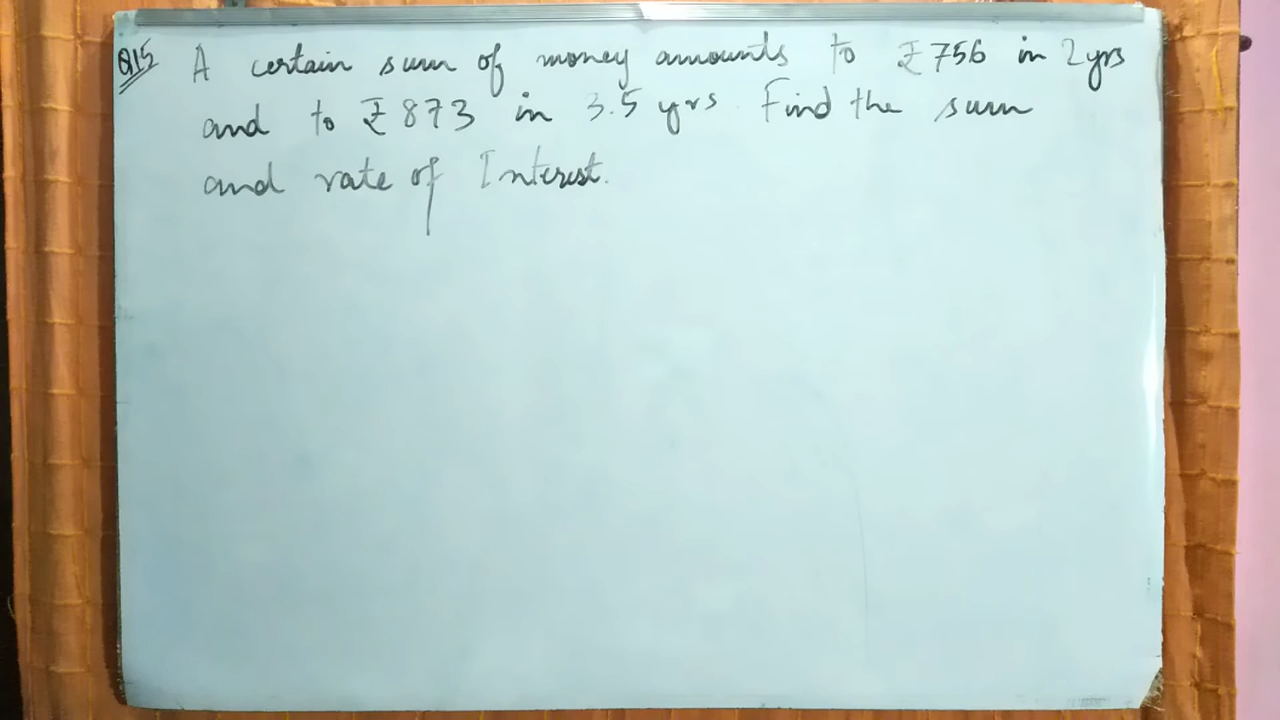 Q15 A certain sum of money amounts to ₹756 in 2yrs
and to ₹873 in 3.5 yrs. Find the sum
and rate of Interest.